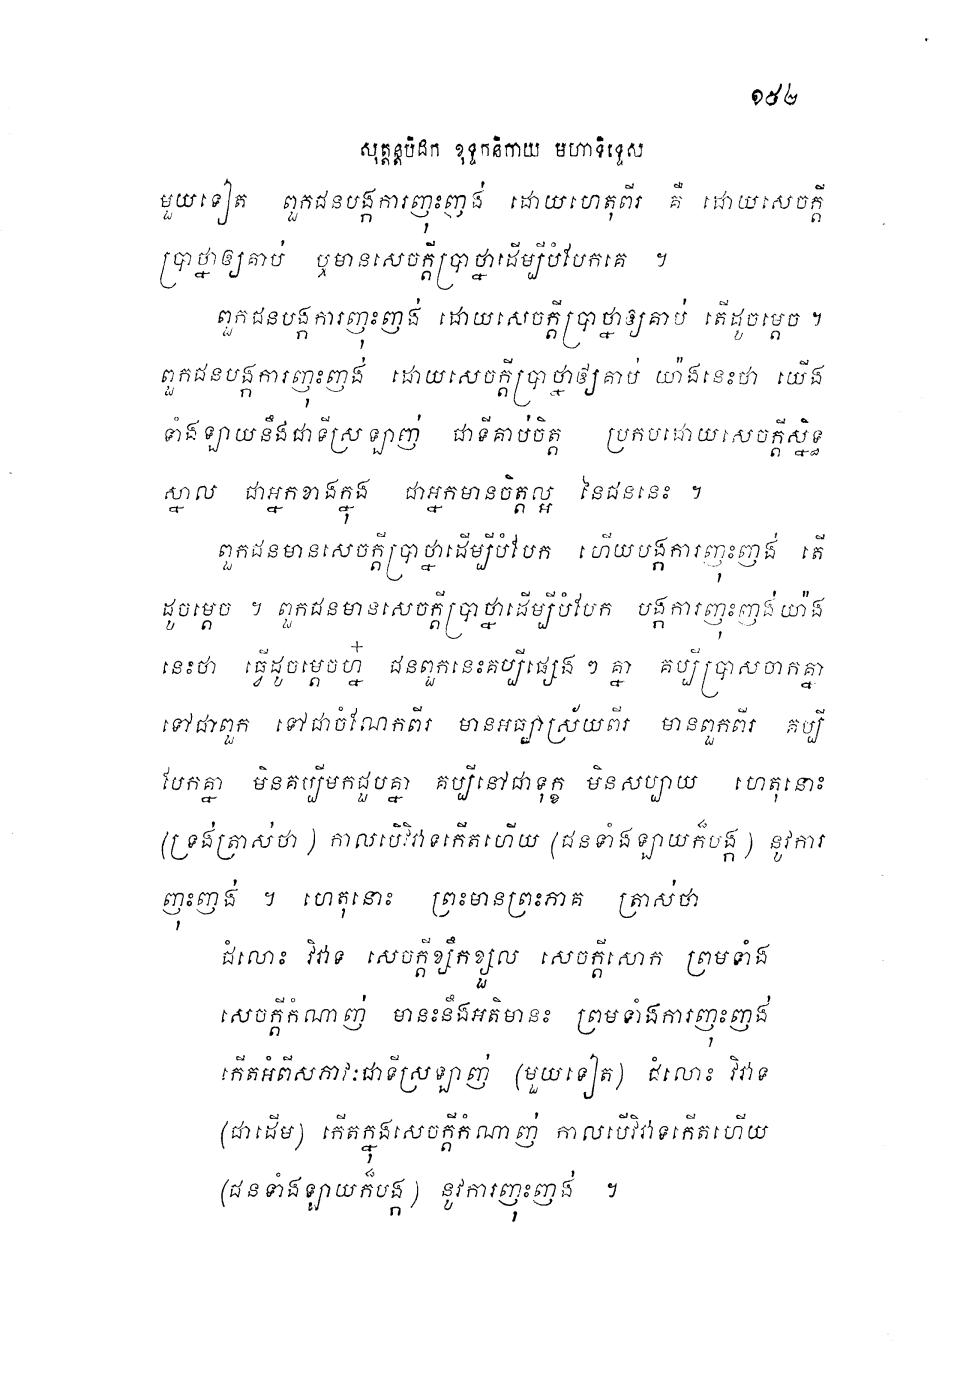 ១៥២
សុត្តន្តបិដក ខុទ្ទកនិកាយ មហានិទ្ទេស
មួយទៀត ពួកជនបង្កការញុះញង់ ដោយហេតុពីរ គឺ ដោយសេចក្តី
ប្រាថ្នាឲ្យគាប់ ឬមានសេចក្តីប្រាថ្នាដើម្បីបំបែកគេ ។
ពួកជនបង្កការញុះញង់ ដោយសេចក្តីប្រាថ្នាឲ្យគាប់ តើដូចម្តេច ។
ពួកជនបង្កការញុះញង់ ដោយសេចក្តីប្រាថ្នាឲ្យគាប់ យ៉ាងនេះថា យើង
ទាំងឡាយនឹងជាទីស្រឡាញ់ ជាទីគាប់ចិត្ត ប្រកបដោយសេចក្តីស្និទ្ធ
ស្នាល ជាអ្នកខាងក្នុង ជាអ្នកមានចិត្តល្អ នៃជននេះ ។
ពួកជនមានសេចក្តីប្រាថ្នាដើម្បីបំបែក ហើយបង្កការញុះញង់ តើ
ដូចម្តេច ។ ពួកជនមានសេចក្តីប្រាថ្នាដើម្បីបំបែក បង្កការញុះញង់យ៉ាង
នេះថា ធ្វើដូចម្តេចហ្ន៎ ជនពួកនេះគប្បីផ្សេង ៗ គ្នា គប្បីប្រាសចាកគ្នា
ទៅជាពួក ទៅជាចំណែកពីរ មានអធ្យាស្រ័យពីរ មានពួកពីរ គប្បី
បែកគ្នា មិនគប្បីមកជួបគ្នា គប្បីនៅជាទុក្ខ មិនសប្បាយ ហេតុនោះ
(ទ្រង់ត្រាស់ថា ) កាលបើវិវាទកើតហើយ (ជនទាំងឡាយក៏បង្ក ) នូវការ
ញុះញង់ ។ ហេតុនោះ ព្រះមានព្រះភាគ ត្រាស់ថា
ជំលោះ វិវាទ សេចក្តីខ្សឹកខ្សួល សេចក្តីសោក ព្រមទាំង
សេចក្តីកំណាញ់ មានះនឹងអតិមានះ ព្រមទាំងការញុះញង់
កើតអំពីសភាវៈជាទីស្រឡាញ់ (មួយទៀត) ជំលោះ វិវាទ
(ជាដើម) កើតក្នុងសេចក្តីកំណាញ់ កាលបើវិវាទកើតហើយ
(ជនទាំងឡាយក៏បង្ក ) នូវការញុះញង់ ។